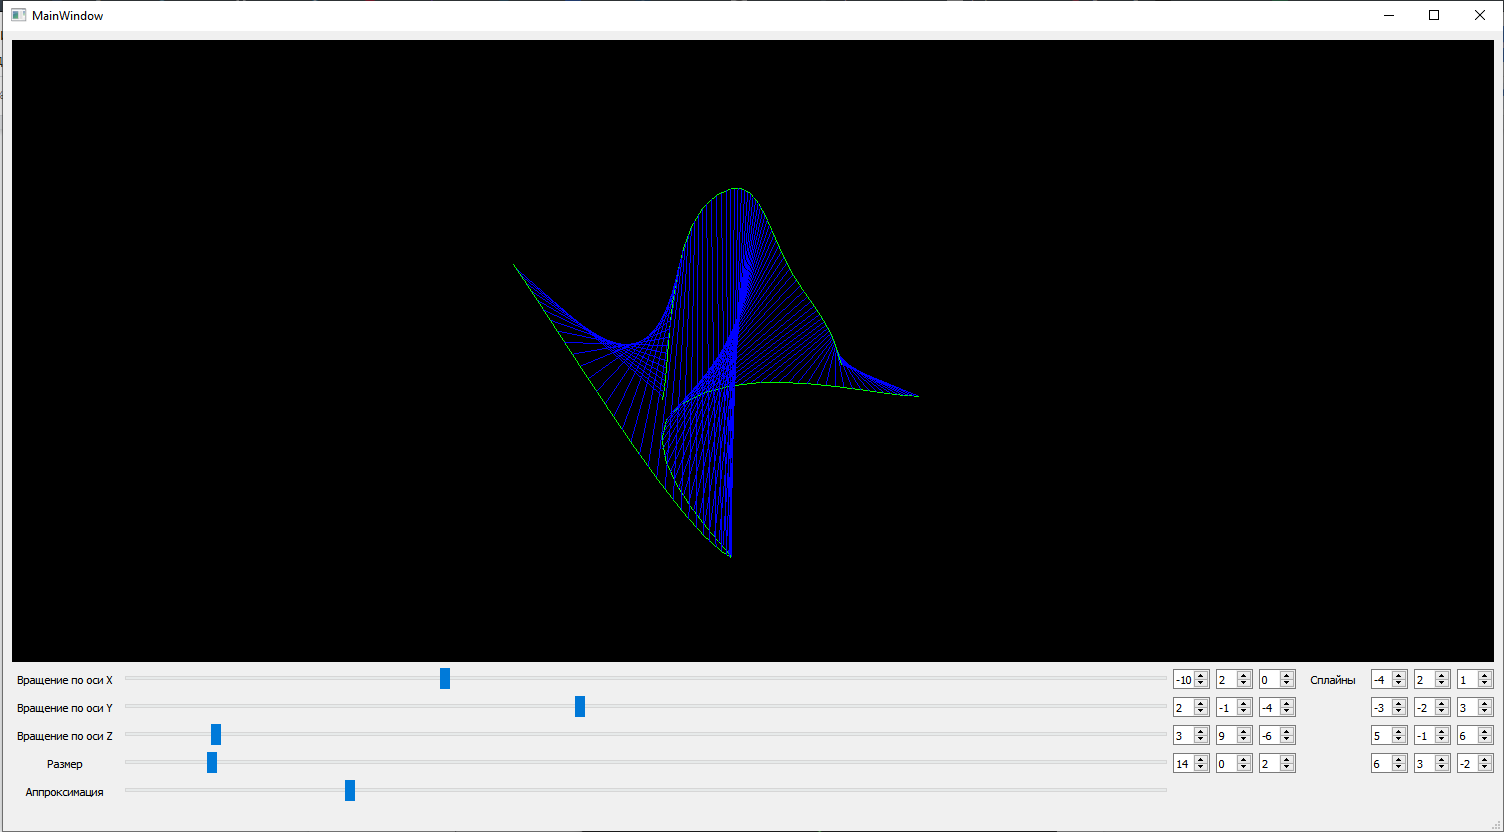 MainWindow
Вращение по оси X -10 2 0 Сплайны -4 2 1
Вращение по оси Y 2 -1 -4 -3 -2 3
Вращение по оси Z 3 9 -6 5 -1 6
Размер 14 0 2 6 3 -2
Аппроксимация